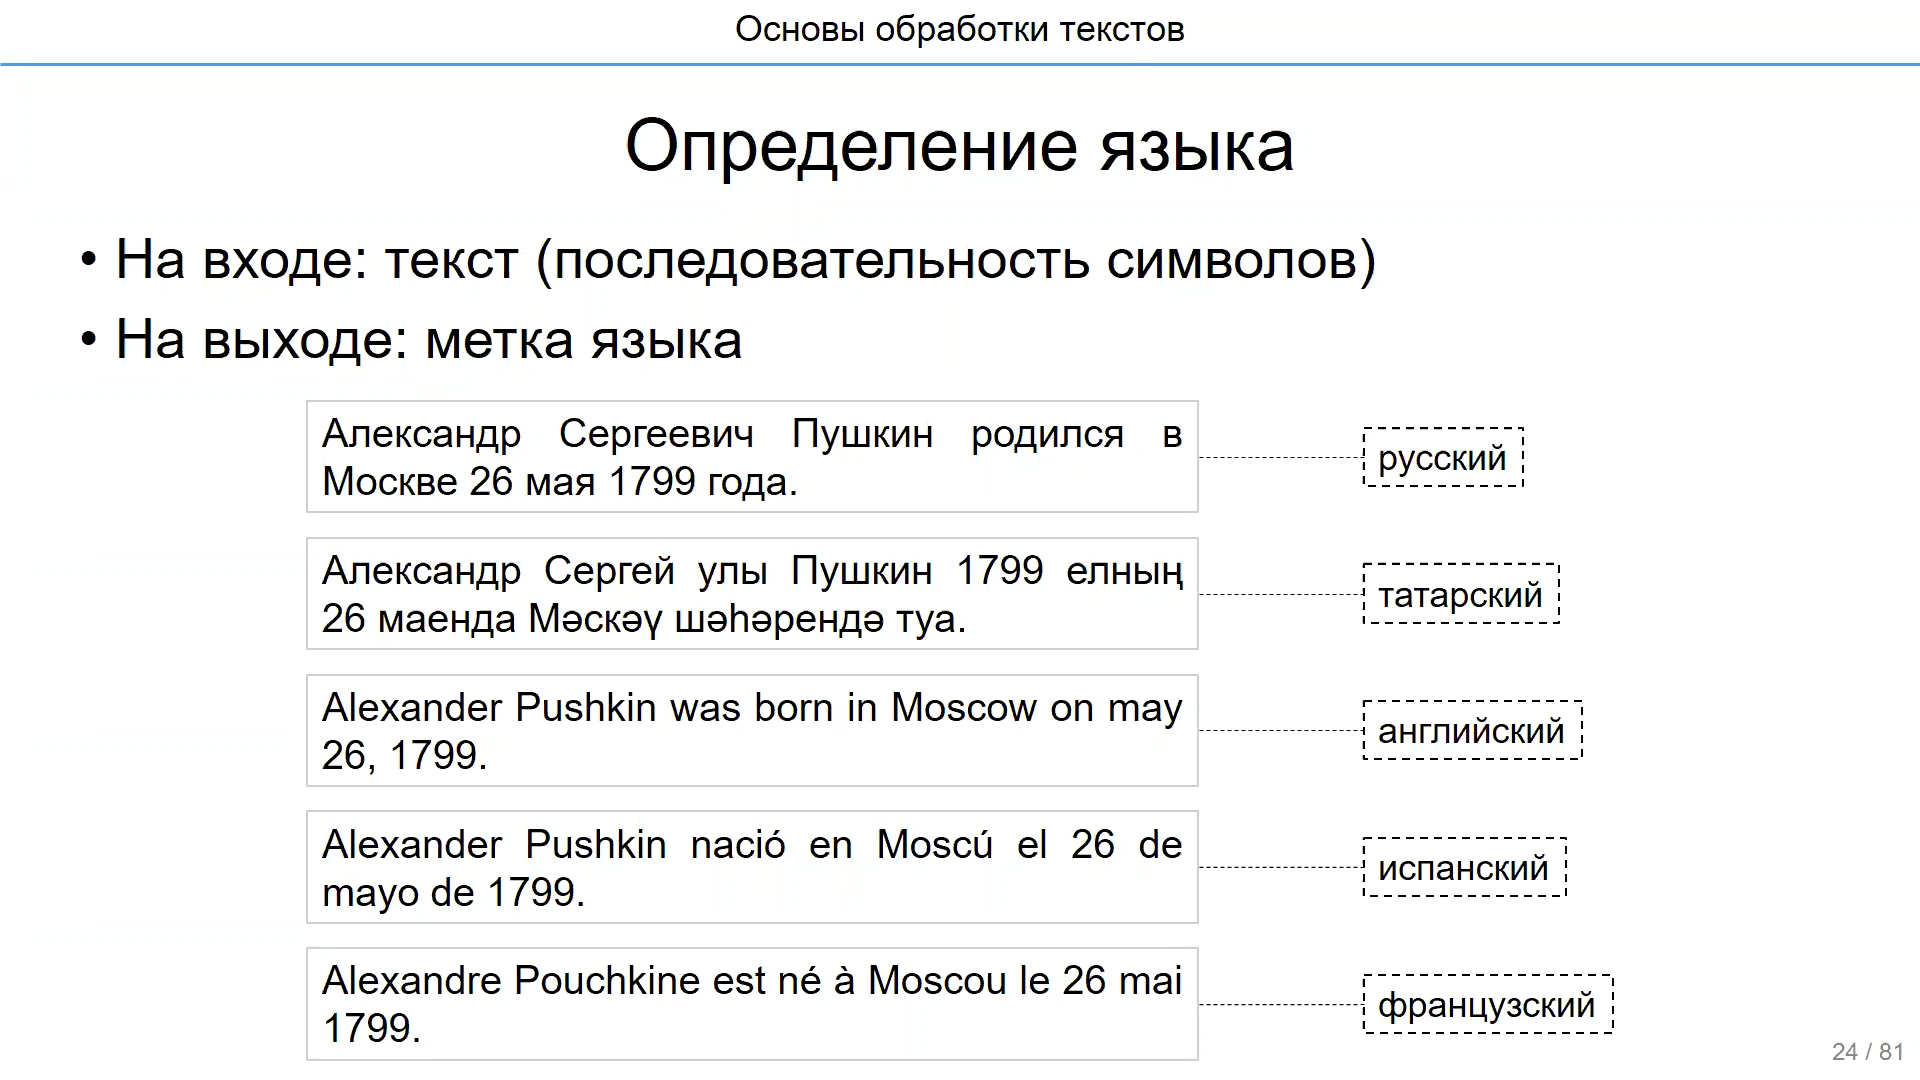 Основы обработки текстов
Определение языка
• На входе: текст (последовательность символов)
• На выходе: метка языка
Александр Сергеевич Пушкин родился в
Москве 26 мая 1799 года.
русский
Александр Сергей улы Пушкин 1799 елның
26 маенда Мәскәү шәһәрендә туа.
татарский
Alexander Pushkin was born in Moscow on may
26, 1799.
английский
Alexander Pushkin nació en Moscú el 26 de
mayo de 1799.
испанский
Alexandre Pouchkine est né à Moscou le 26 mai
1799.
французский
24 / 81